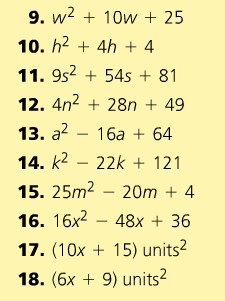 9. w² + 10w + 25
10. h² + 4h + 4
11. 9s² + 54s + 81
12. 4n² + 28n + 49
13. a² − 16a + 64
14. k² − 22k + 121
15. 25m² − 20m + 4
16. 16x² − 48x + 36
17. (10x + 15) units²
18. (6x + 9) units²